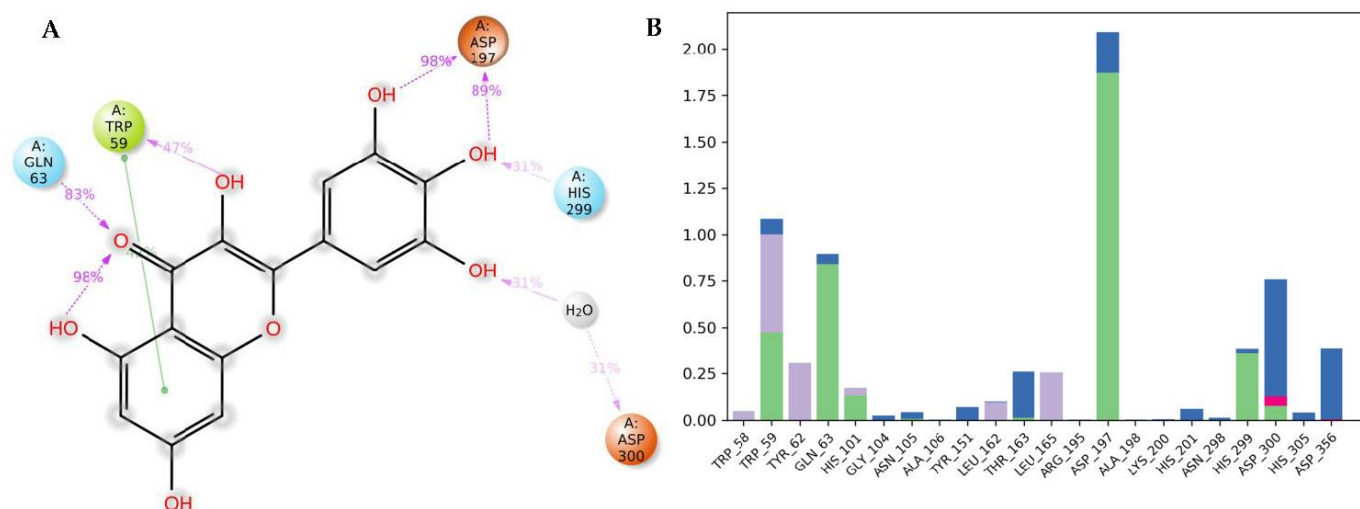 A
A:
ASP
197
98%
89%
OH
OH
A:
TRP
59
47%
A:
GLN
63
83%
OH
31%
A:
HIS
299
O
98%
HO
O
OH
31%
H₂O
31%
A:
ASP
300
OH
B
2.00
1.75
1.50
1.25
1.00
0.75
0.50
0.25
0.00
TRP_58
TRP_59
TYR_62
GLN_63
HIS_101
GLY_104
ASN_105
ALA_106
TYR_151
LEU_162
THR_163
LEU_165
ARG_195
ASP_197
ALA_198
LYS_200
HIS_201
ASN_298
HIS_299
ASP_300
HIS_305
ASP_356